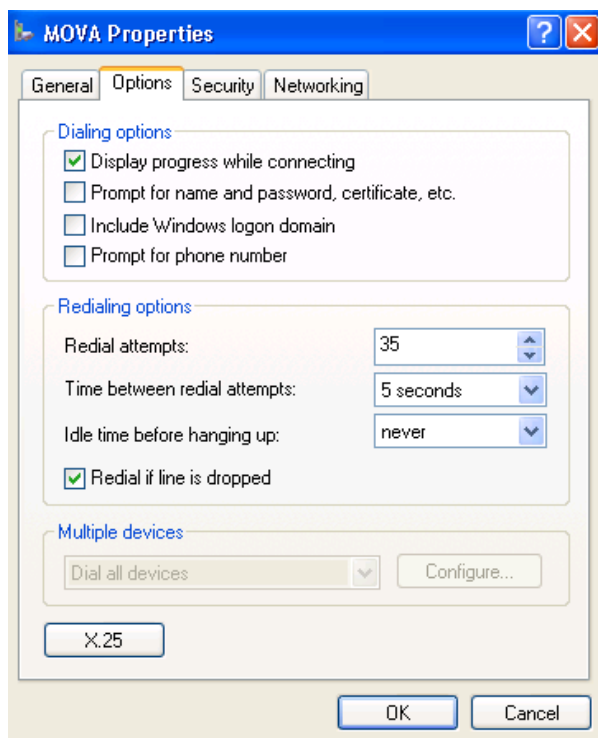 MOVA Properties
General Options Security Networking
Dialing options
Display progress while connecting
Prompt for name and password, certificate, etc.
Include Windows logon domain
Prompt for phone number
Redialing options
Redial attempts: 35
Time between redial attempts: 5 seconds
Idle time before hanging up: never
Redial if line is dropped
Multiple devices
Dial all devices Configure...
X.25
OK Cancel